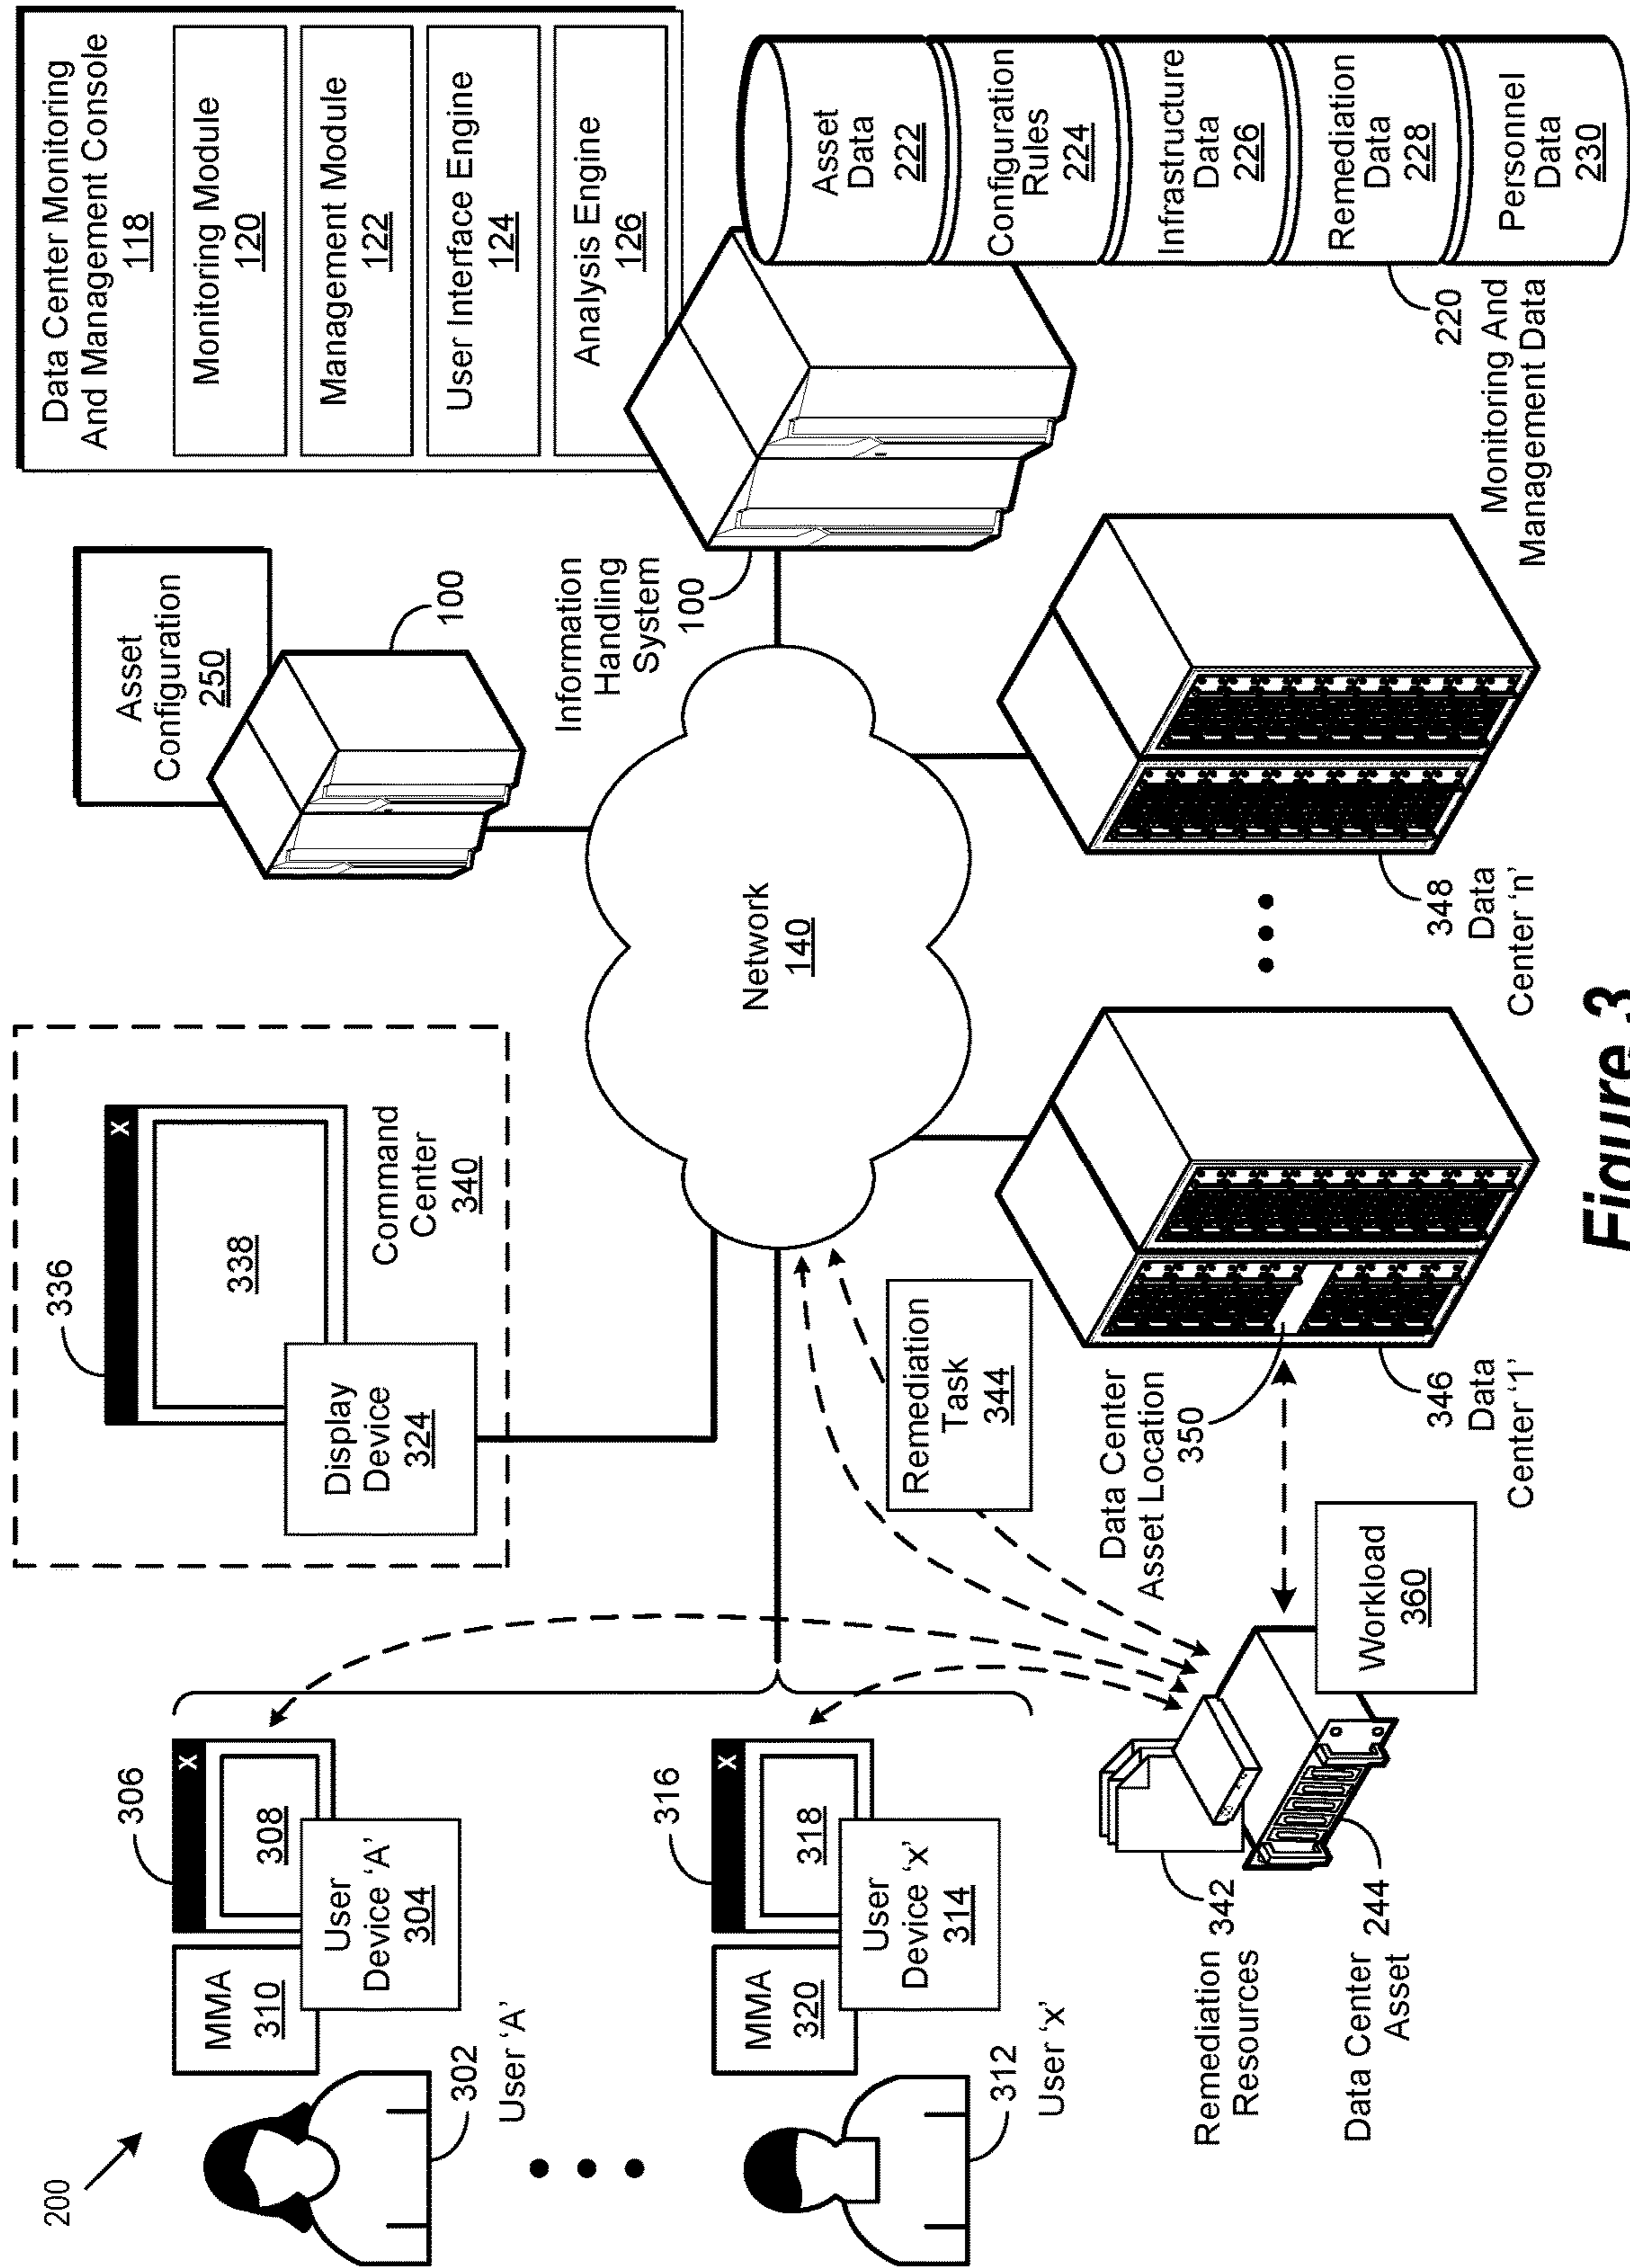 200
302
User ‘A’
MMA
310
306
X
308
User
Device ‘A’
304
312
User ‘x’
MMA
320
316
X
318
User
Device ‘x’
314
336
X
338
Display
Device
324
Command
Center
340
Asset
Configuration
250
100
Data Center Monitoring
And Management Console
118
Monitoring Module
120
Management Module
122
User Interface Engine
124
Analysis Engine
126
Information
Handling
System
100
Network
140
Asset
Data
222
Configuration
Rules
224
Infrastructure
Data
226
Remediation
Data
228
Personnel
Data
230
220
Monitoring And
Management Data
Remediation
Task
344
Remediation 342
Resources
Data Center 244
Asset
Workload
360
Data Center
Asset Location
350
346
Data
Center ‘1’
348
Data
Center ‘n’
Figure 3